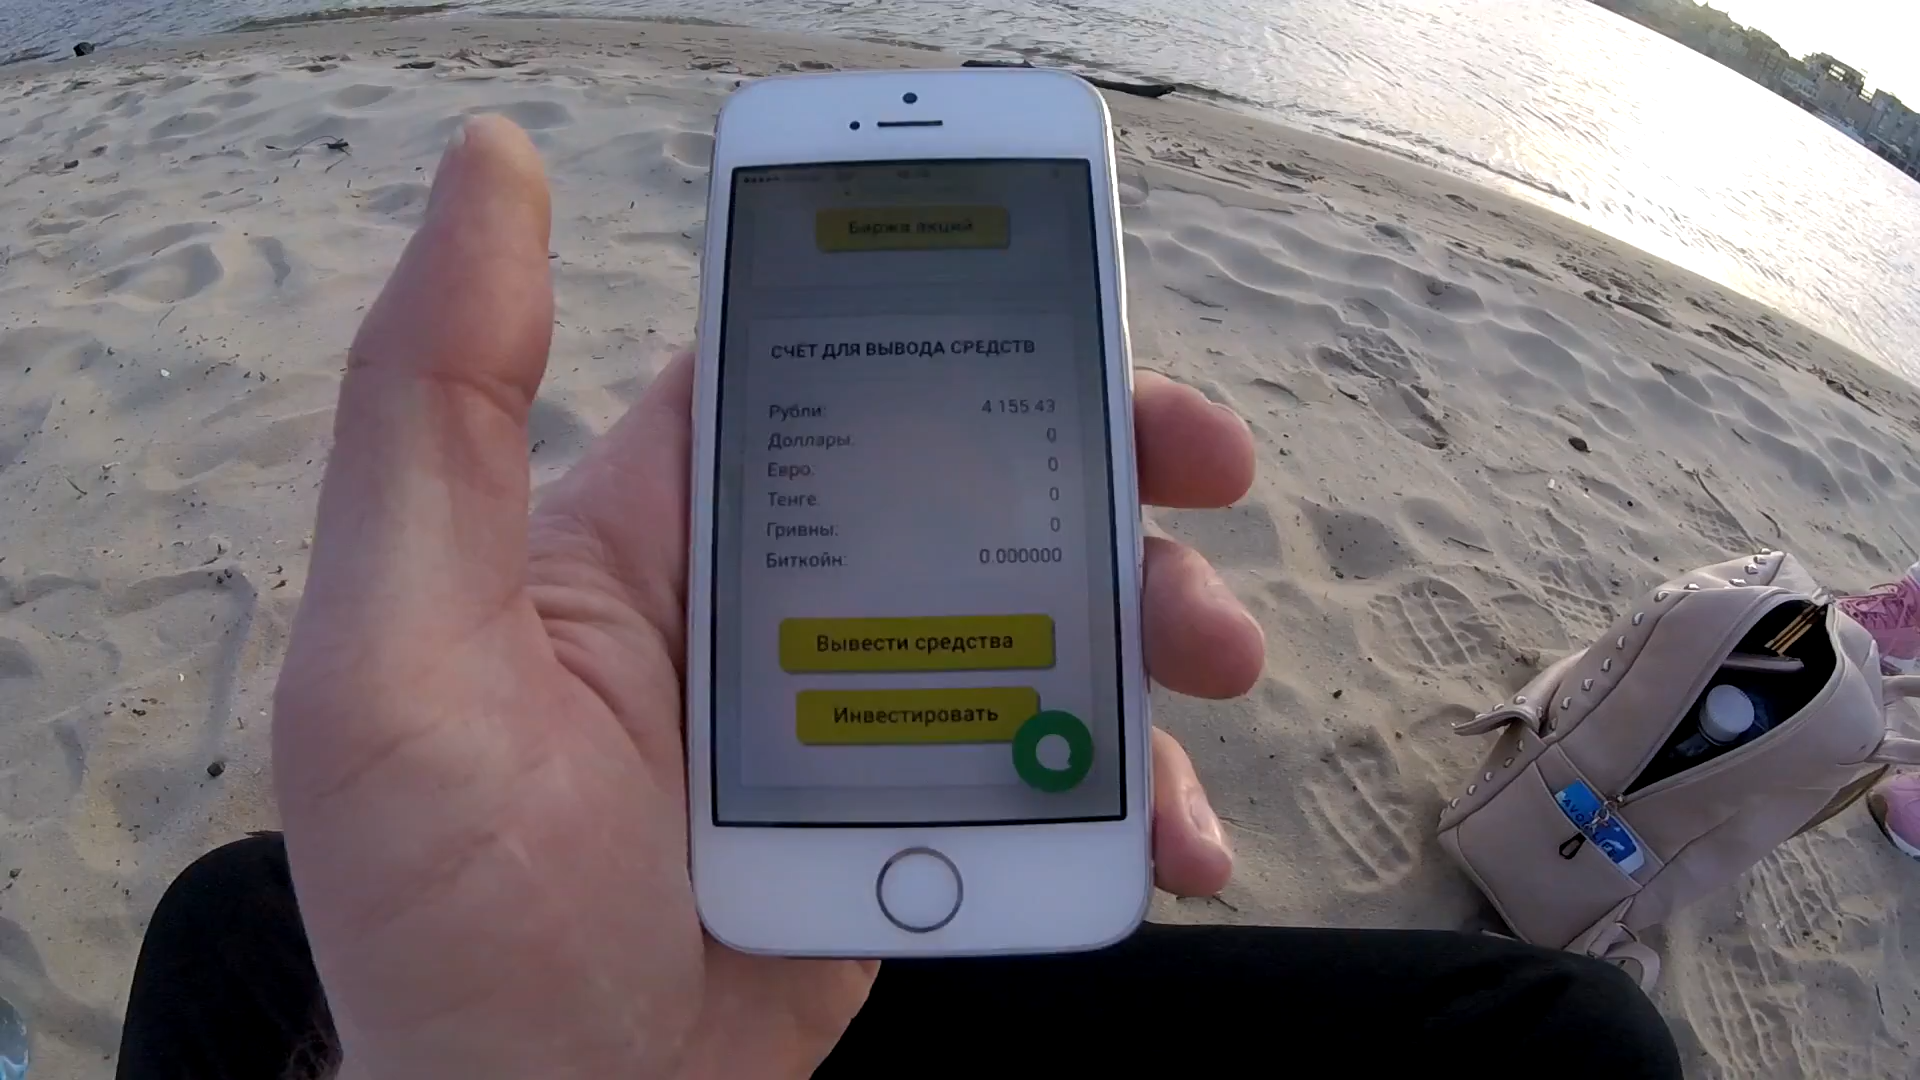 Биржа акций
СЧЕТ ДЛЯ ВЫВОДА СРЕДСТВ
Рубли: 4 155.43
Доллары: 0
Евро: 0
Тенге: 0
Гривны: 0
Биткойн: 0.000000
Вывести средства
Инвестировать